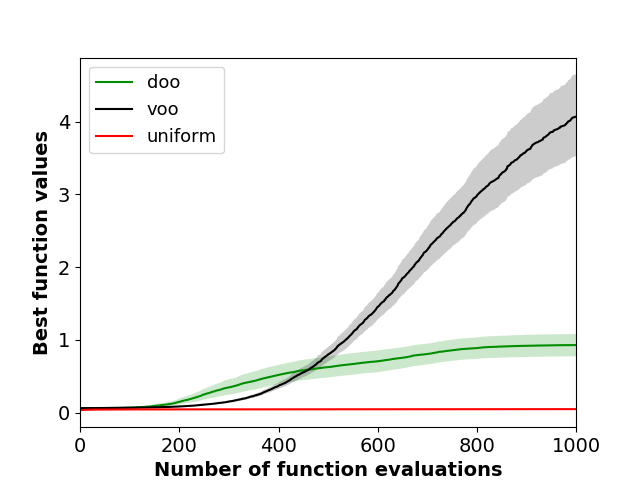 doo
voo
uniform
Best function values
4
3
2
1
0
0 200 400 600 800 1000
Number of function evaluations